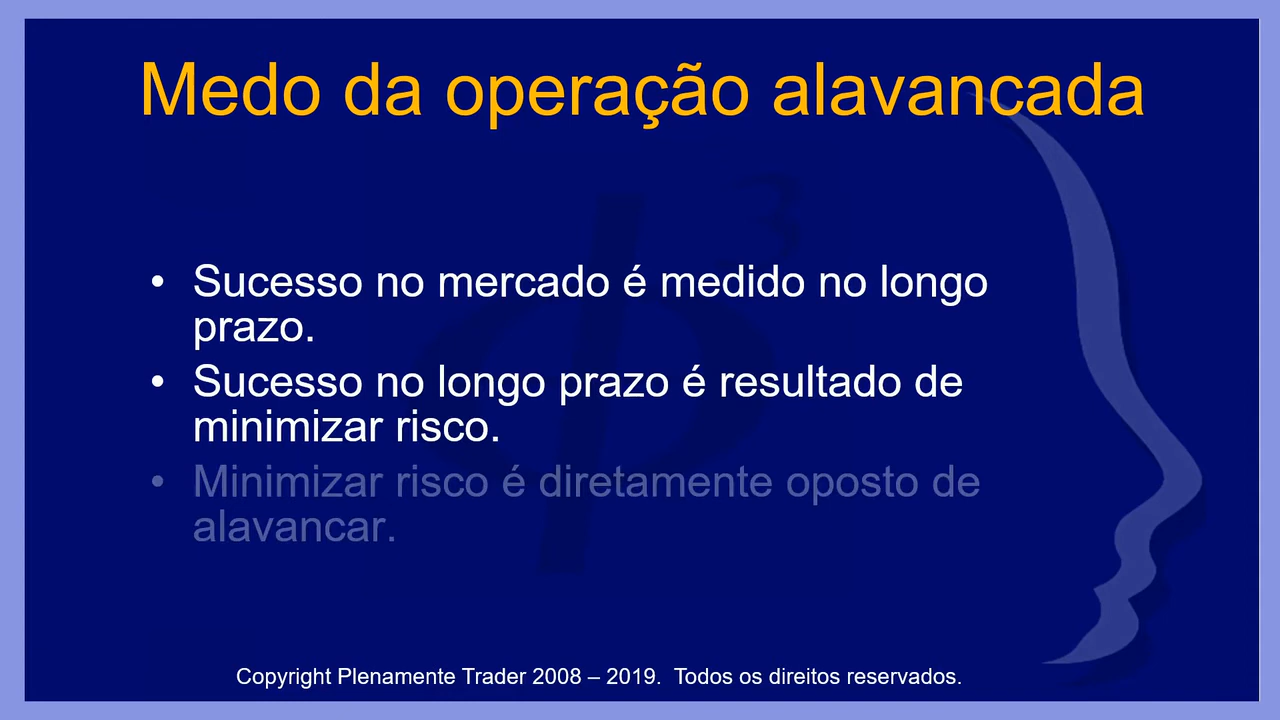 Medo da operação alavancada
• Sucesso no mercado é medido no longo
prazo.
• Sucesso no longo prazo é resultado de
minimizar risco.
• Minimizar risco é diretamente oposto de
alavancar.
Copyright Plenamente Trader 2008 – 2019. Todos os direitos reservados.